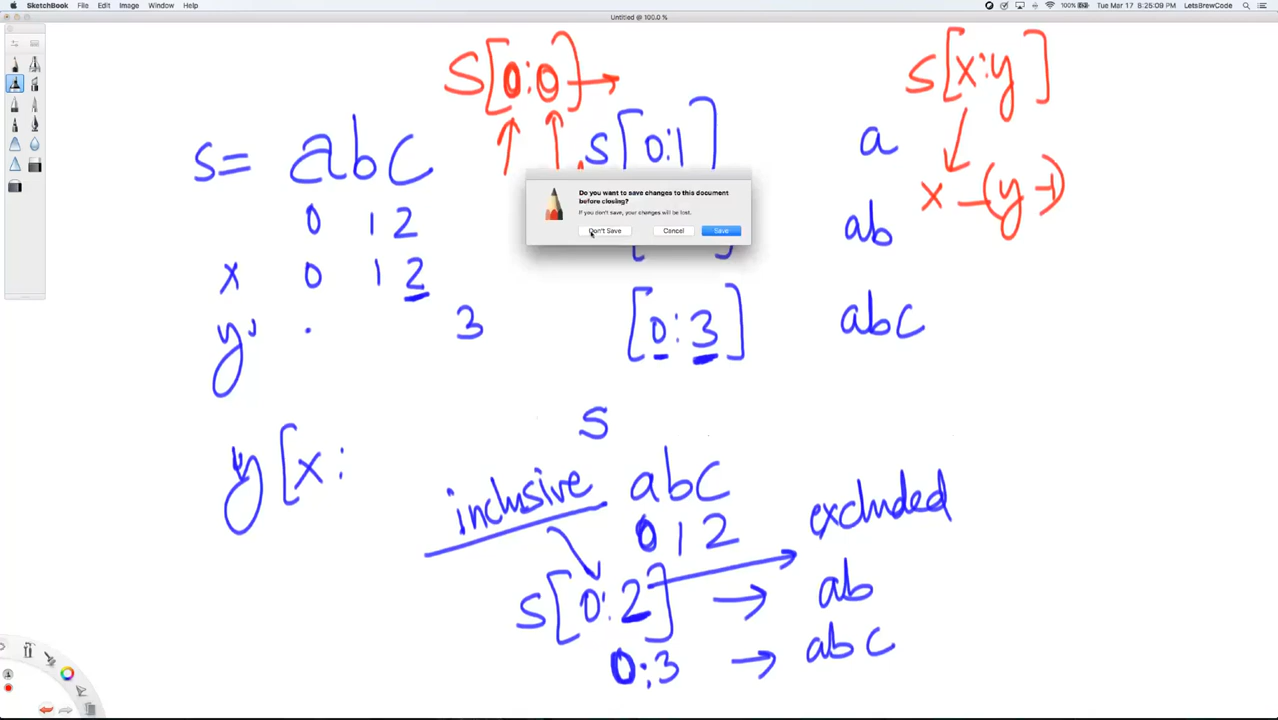 SketchBook File Edit Image Window Help
100% Tue Mar 17 8:25:09 PM LetsBrewCode
Untitled @ 100.0 %
s[0:0]
s[x:y]
s= abc
s[0:1]
a
x-(y-1)
0 1 2
ab
x 0 1 2
y
3
[0:3]
abc
Do you want to save changes to this document
before closing?
If you don't save, your changes will be lost.
Don't Save
Cancel
Save
y[x:
s
inclusive
abc
excluded
0 1 2
s[0:2]
ab
0:3
abc